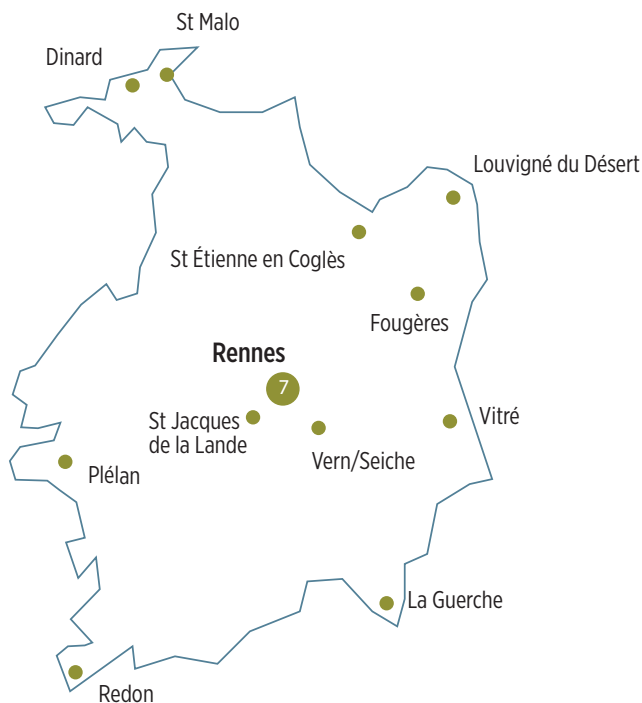 St Malo
Dinard
Louvigné du Désert
St Étienne en Coglès
Fougères
Rennes
7
St Jacques
de la Lande
Vitré
Vern/Seiche
Plélan
La Guerche
Redon